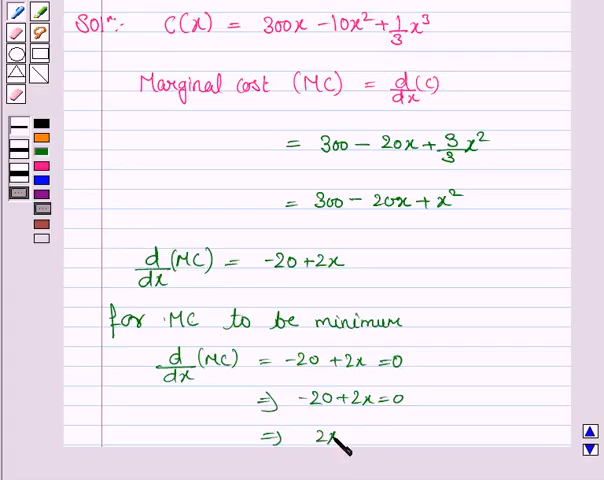 Solⁿ:- C(x) = 300x - 10x² + 1/3 x³
Marginal cost (MC) = d/dx (C)
= 300 - 20x + 3/3 x²
= 300 - 20x + x²
d/dx (MC) = -20 + 2x
for MC to be minimum
d/dx (MC) = -20 + 2x = 0
⇒ -20 + 2x = 0
⇒ 2x